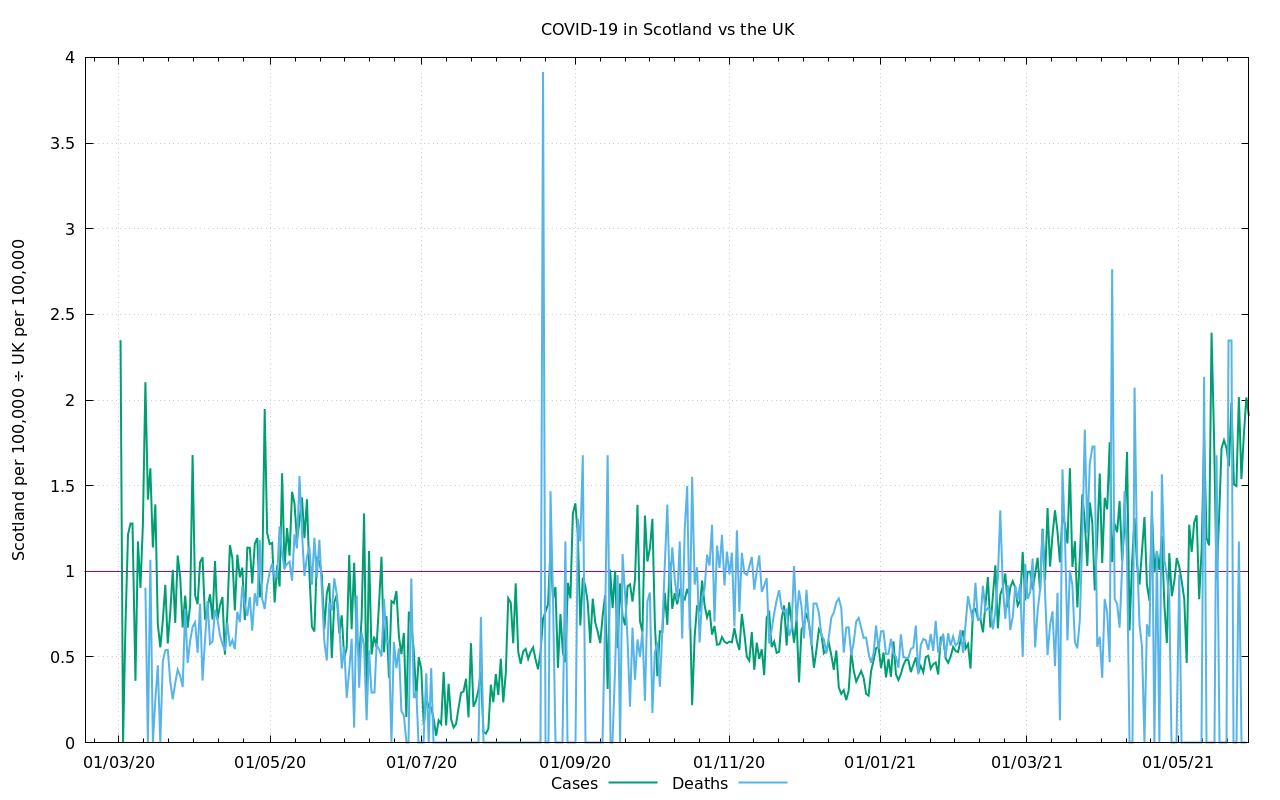 COVID-19 in Scotland vs the UK
Scotland per 100,000 ÷ UK per 100,000
4
3.5
3
2.5
2
1.5
1
0.5
0
01/03/20 01/05/20 01/07/20 01/09/20 01/11/20 01/01/21 01/03/21 01/05/21
Cases Deaths